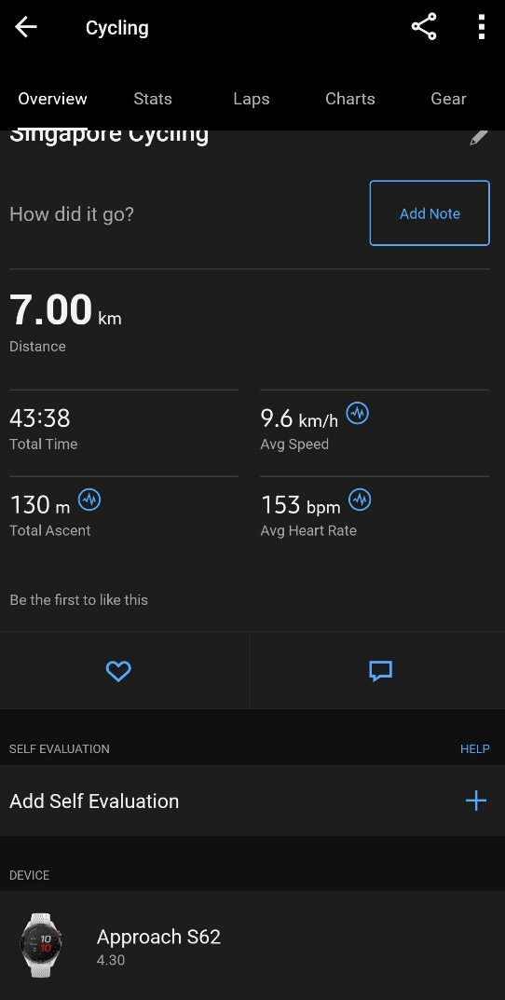 Cycling
Overview Stats Laps Charts Gear
Singapore Cycling
How did it go? Add Note
7.00 km
Distance
43:38 9.6 km/h
Total Time Avg Speed
130 m 153 bpm
Total Ascent Avg Heart Rate
Be the first to like this
SELF EVALUATION HELP
Add Self Evaluation
DEVICE
10
10
Approach S62
4.30